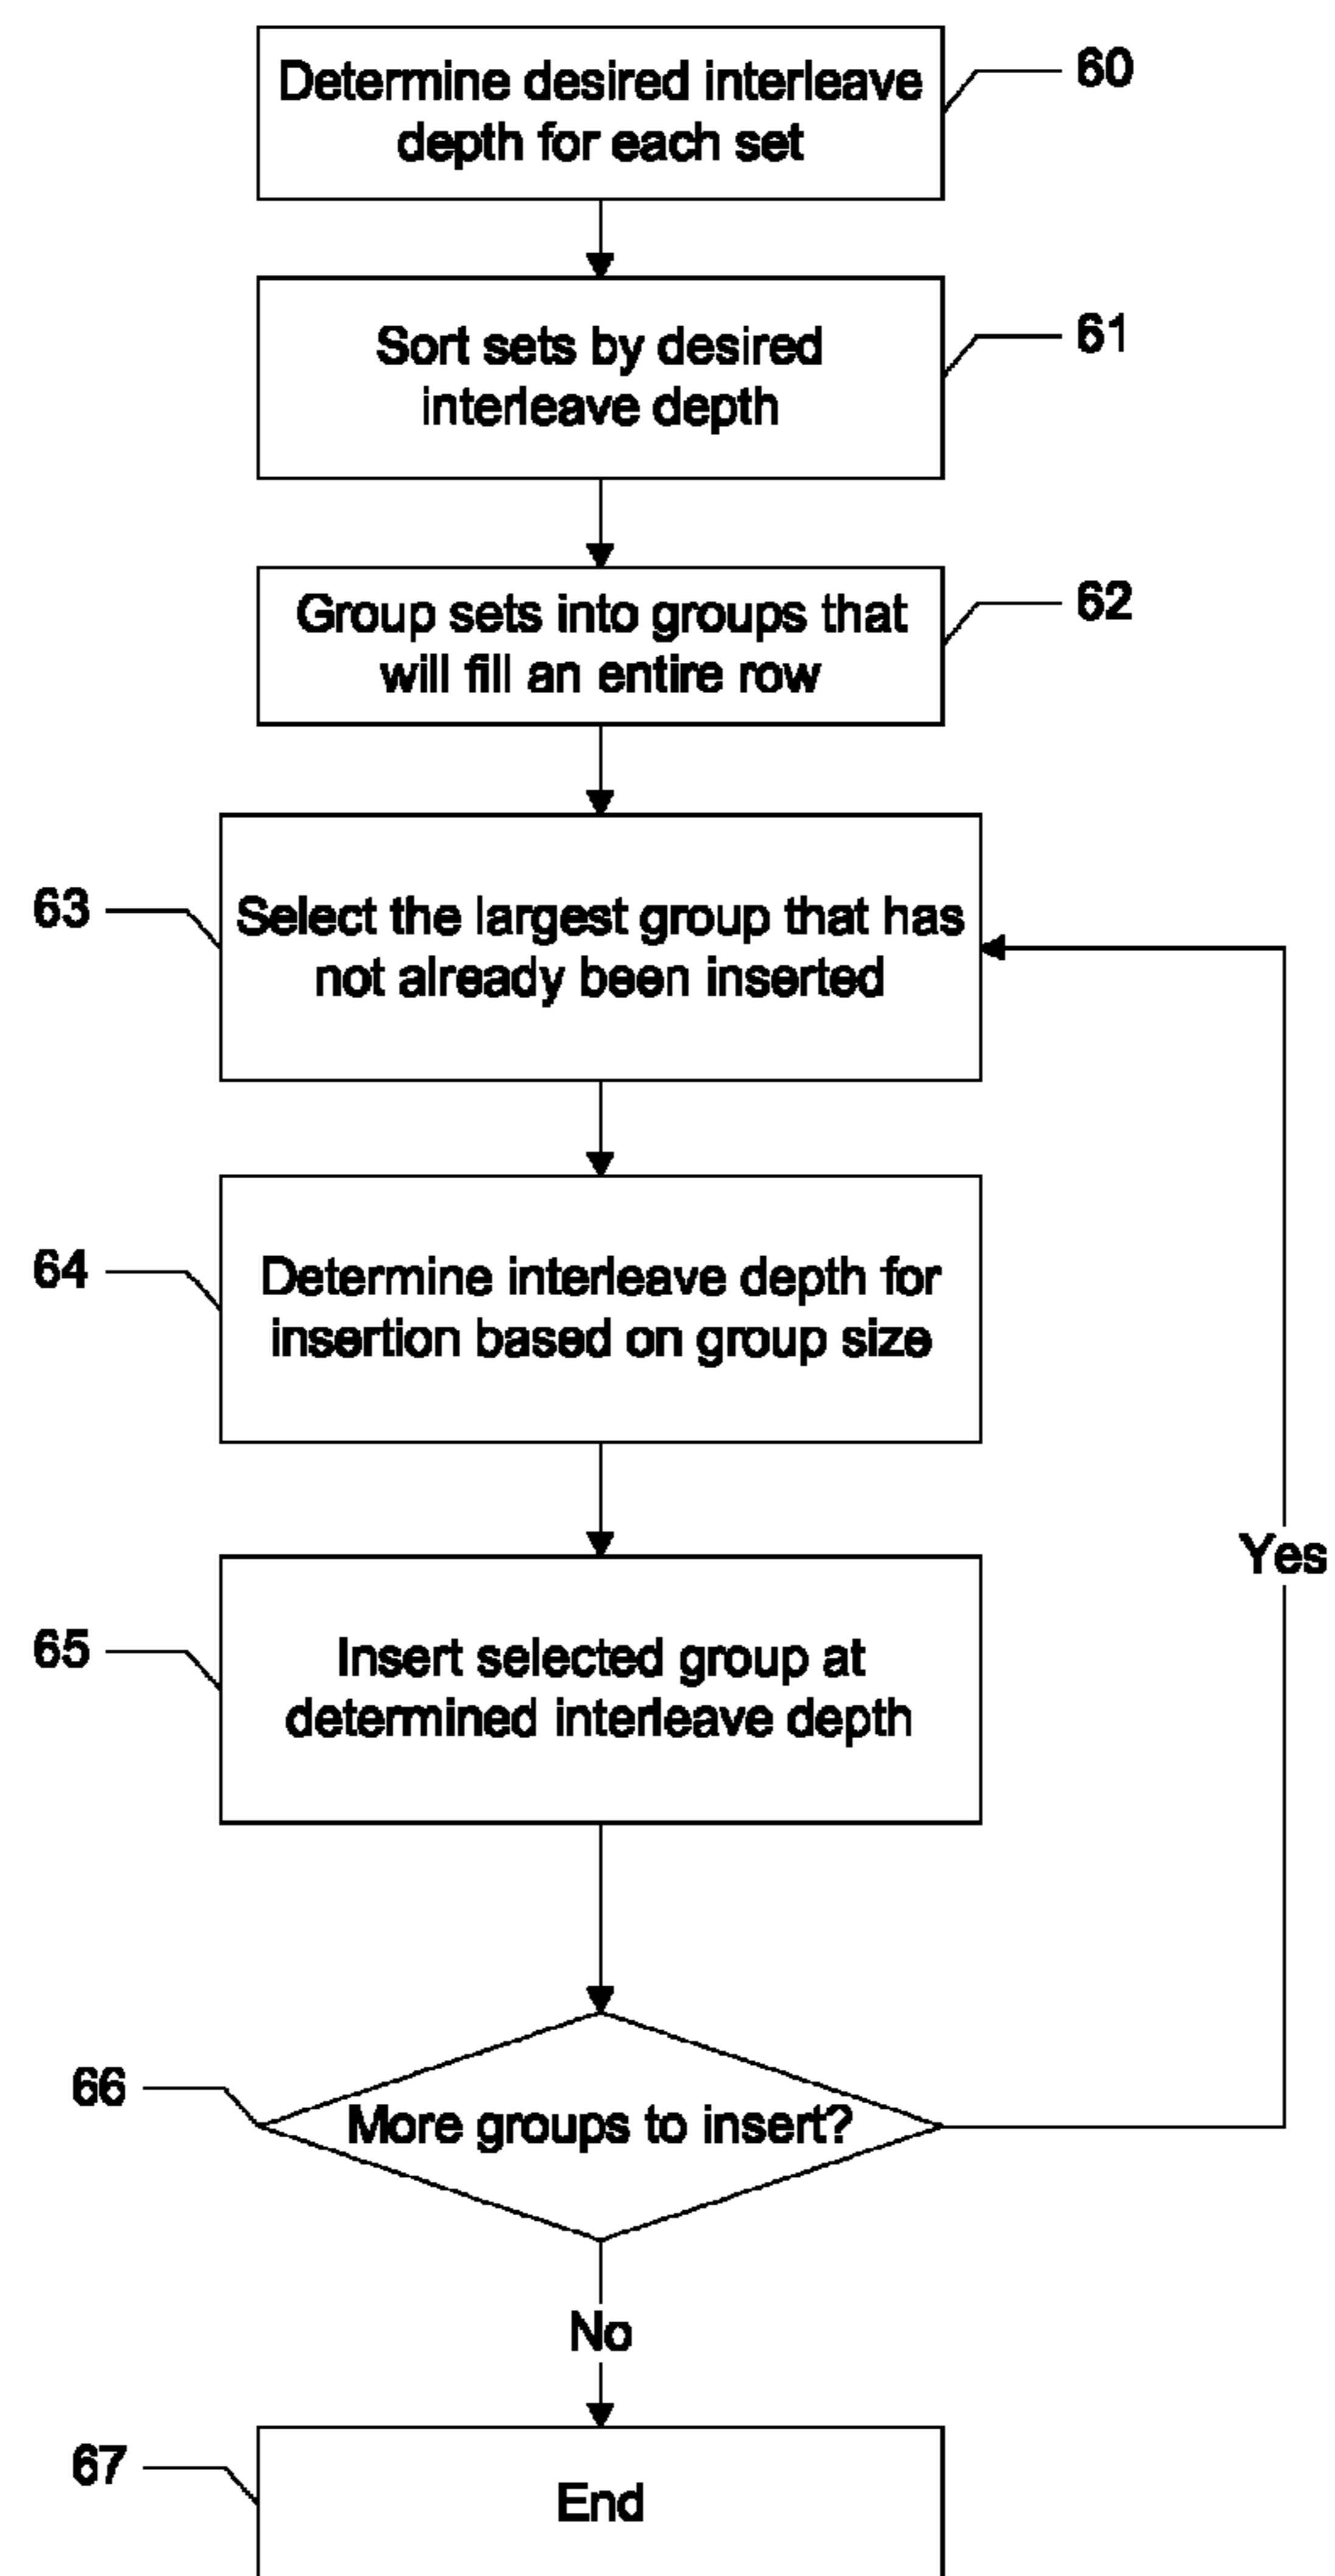 Determine desired interleave
depth for each set
60
Sort sets by desired
interleave depth
61
Group sets into groups that
will fill an entire row
62
63
Select the largest group that has
not already been inserted
64
Determine interleave depth for
insertion based on group size
Yes
65
Insert selected group at
determined interleave depth
66
More groups to insert?
No
67
End